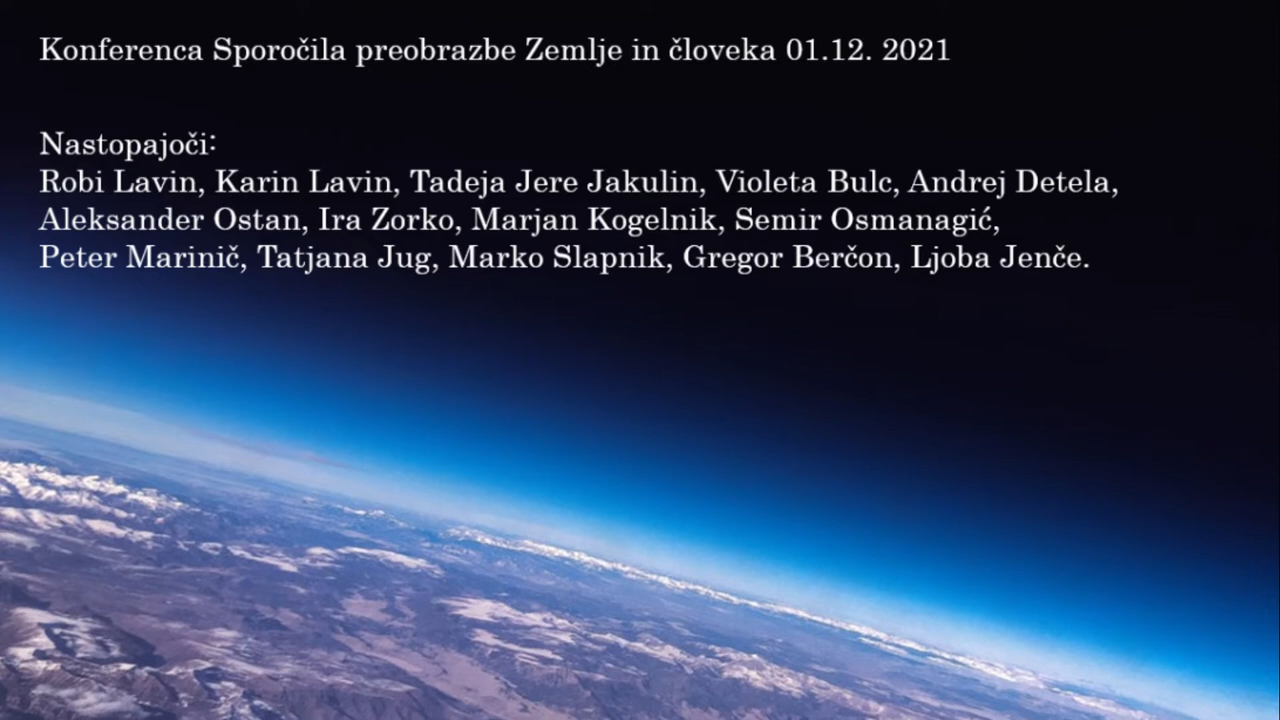 Konferenca Sporočila preobrazbe Zemlje in človeka 01.12. 2021
Nastopajoči:
Robi Lavin, Karin Lavin, Tadeja Jere Jakulin, Violeta Bulc, Andrej Detela,
Aleksander Ostan, Ira Zorko, Marjan Kogelnik, Semir Osmanagić,
Peter Marinič, Tatjana Jug, Marko Slapnik, Gregor Berčon, Ljoba Jenče.